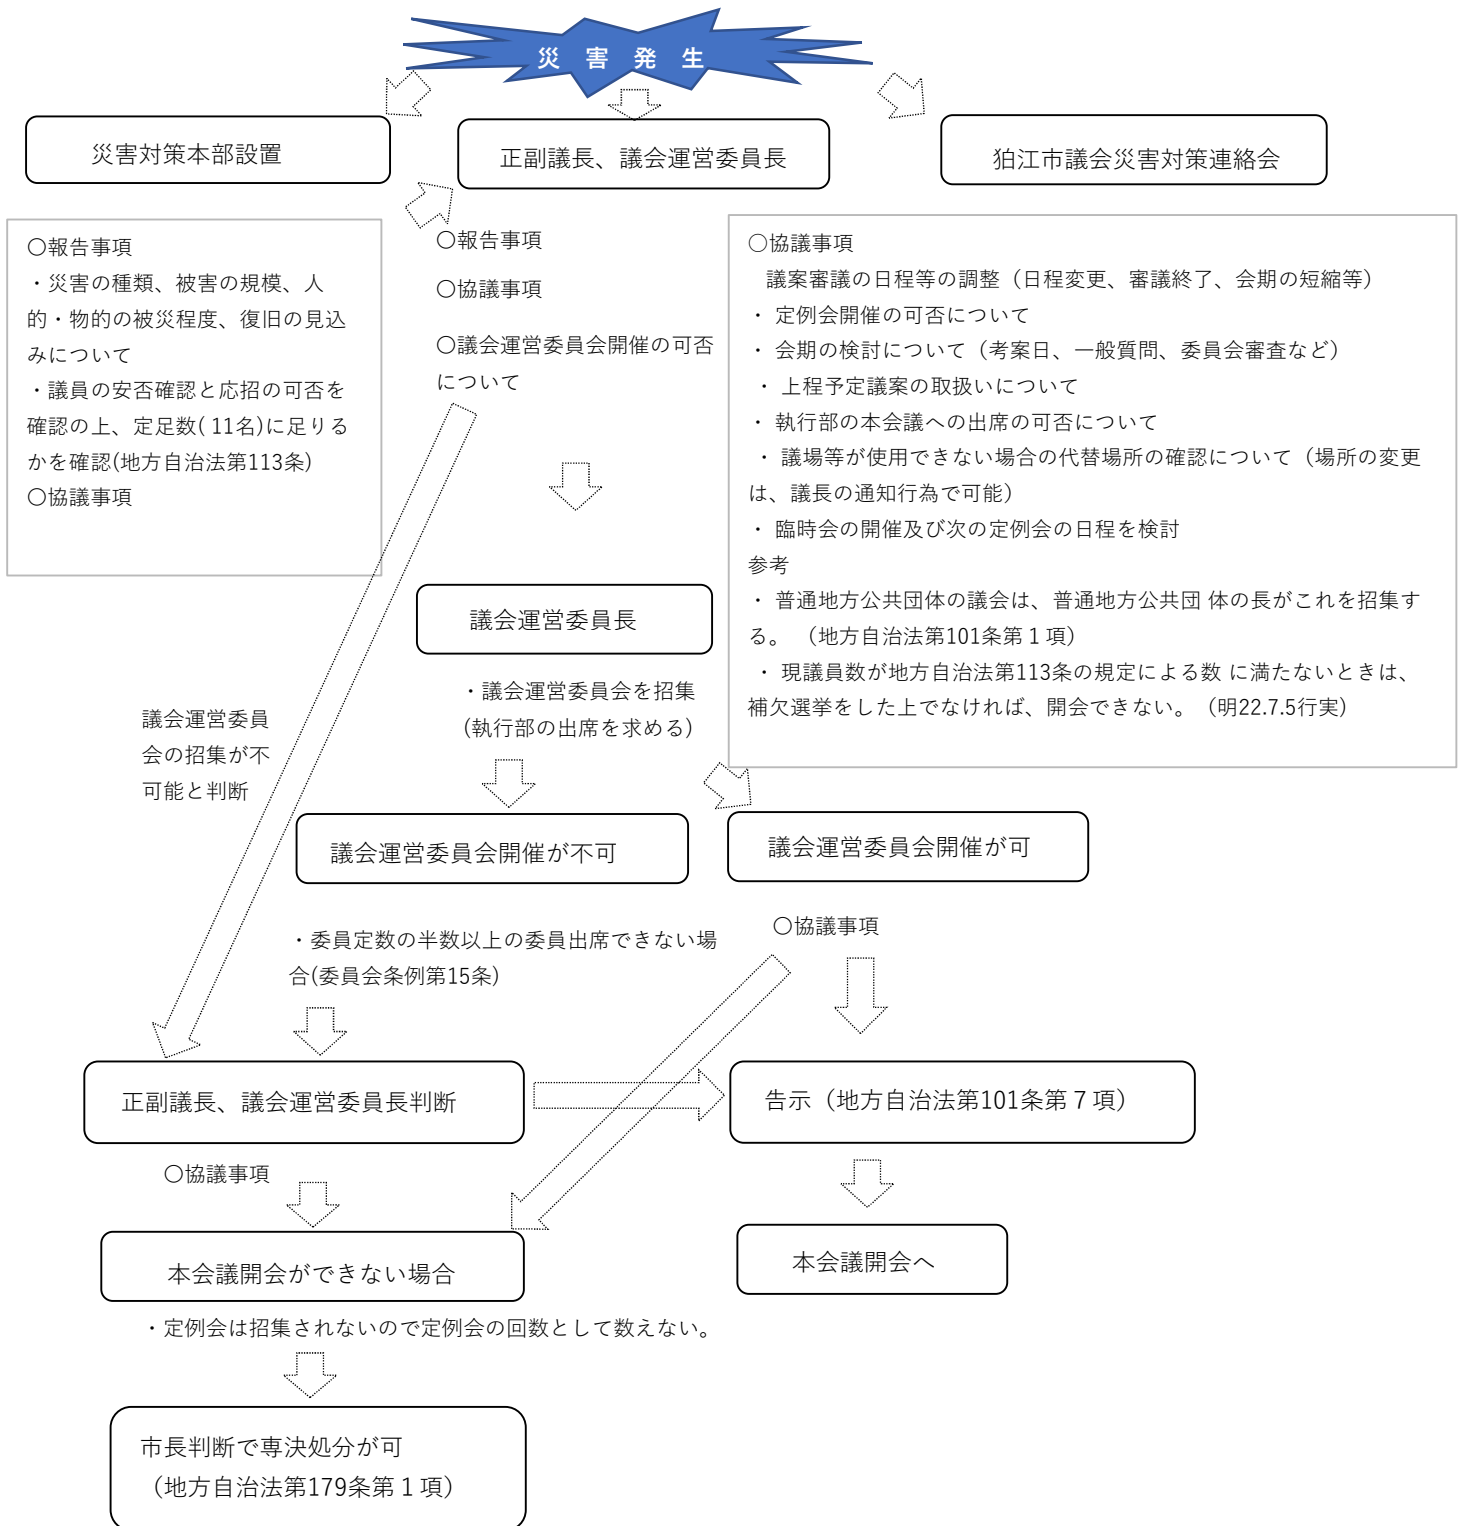 災 害 発 生
災害対策本部設置
正副議長、議会運営委員長
狛江市議会災害対策連絡会
〇報告事項
・災害の種類、被害の規模、人
的・物的の被災程度、復旧の見込
みについて
・議員の安否確認と応招の可否を
確認の上、定足数( 11名)に足りる
かを確認(地方自治法第113条)
〇協議事項
〇報告事項
〇協議事項
〇議会運営委員会開催の可否
について
〇協議事項
議案審議の日程等の調整（日程変更、審議終了、会期の短縮等）
・ 定例会開催の可否について
・ 会期の検討について（考案日、一般質問、委員会審査など）
・ 上程予定議案の取扱いについて
・ 執行部の本会議への出席の可否について
・ 議場等が使用できない場合の代替場所の確認について（場所の変更
は、議長の通知行為で可能）
・ 臨時会の開催及び次の定例会の日程を検討
参考
・ 普通地方公共団体の議会は、普通地方公共団 体の長がこれを招集す
る。 （地方自治法第101条第１項）
・ 現議員数が地方自治法第113条の規定による数 に満たないときは、
補欠選挙をした上でなければ、開会できない。（明22.7.5行実）
議会運営委員長
・議会運営委員会を招集
(執行部の出席を求める)
議会運営委員
会の招集が不
可能と判断
議会運営委員会開催が不可
議会運営委員会開催が可
〇協議事項
・委員定数の半数以上の委員出席できない場
合(委員会条例第15条)
正副議長、議会運営委員長判断
告示（地方自治法第101条第７項）
〇協議事項
本会議開会ができない場合
本会議開会へ
・定例会は招集されないので定例会の回数として数えない。
市長判断で専決処分が可
（地方自治法第179条第１項）